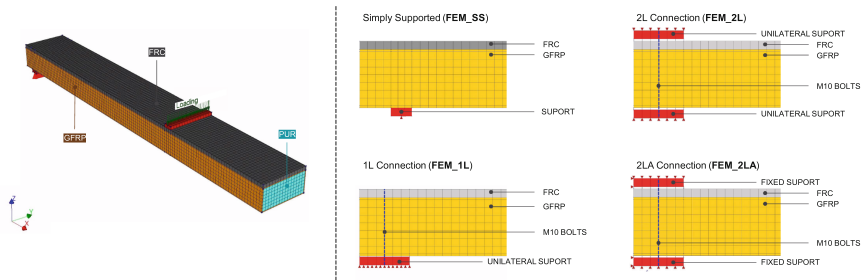 FRC
Loading
GFRP
PUR
Z
Y
X
Simply Supported (FEM_SS)
FRC
GFRP
SUPORT
2L Connection (FEM_2L)
UNILATERAL SUPORT
FRC
GFRP
M10 BOLTS
UNILATERAL SUPORT
1L Connection (FEM_1L)
FRC
GFRP
M10 BOLTS
UNILATERAL SUPORT
2LA Connection (FEM_2LA)
FIXED SUPORT
FRC
GFRP
M10 BOLTS
FIXED SUPORT